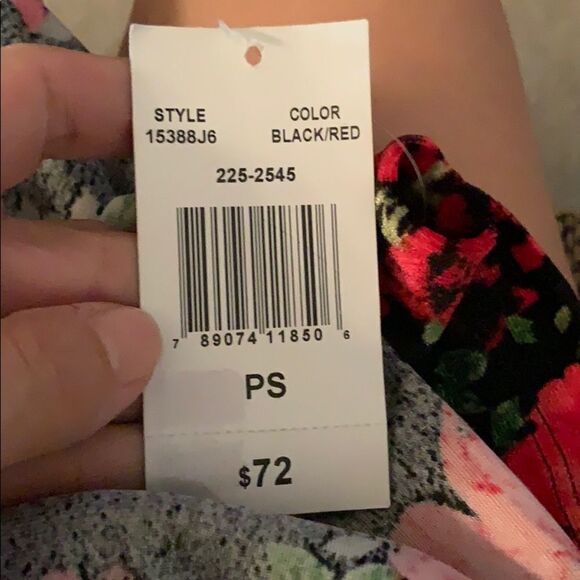 STYLE COLOR
15388J6 BLACK/RED
225-2545
7 89074 11850 6
PS
$72